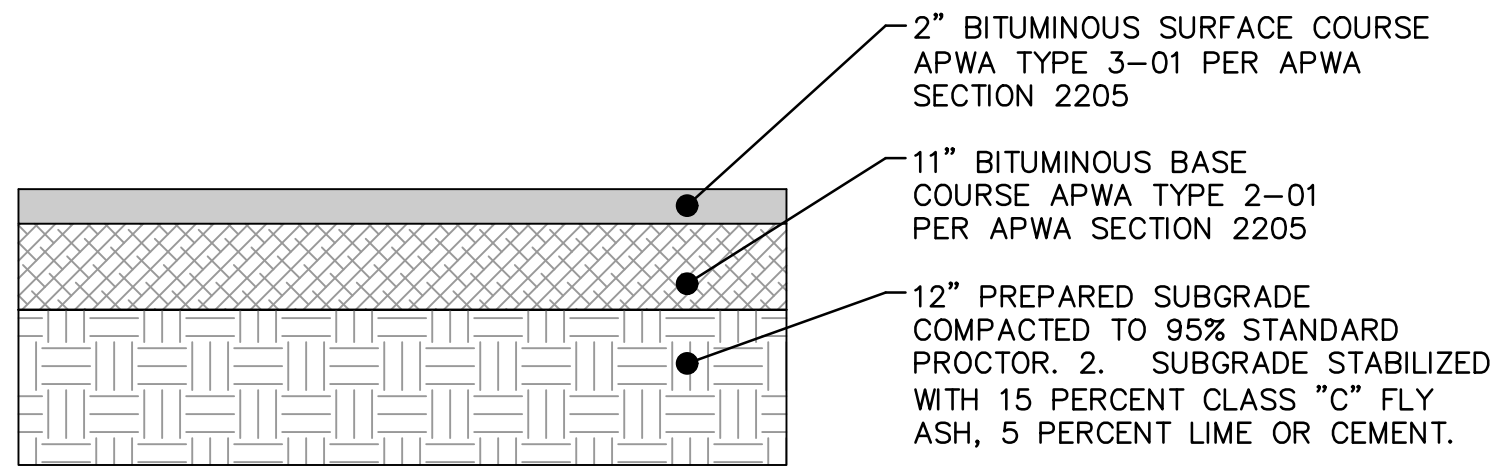 2” BITUMINOUS SURFACE COURSE
APWA TYPE 3–01 PER APWA
SECTION 2205
11” BITUMINOUS BASE
COURSE APWA TYPE 2–01
PER APWA SECTION 2205
12” PREPARED SUBGRADE
COMPACTED TO 95% STANDARD
PROCTOR. 2. SUBGRADE STABILIZED
WITH 15 PERCENT CLASS ”C” FLY
ASH, 5 PERCENT LIME OR CEMENT.